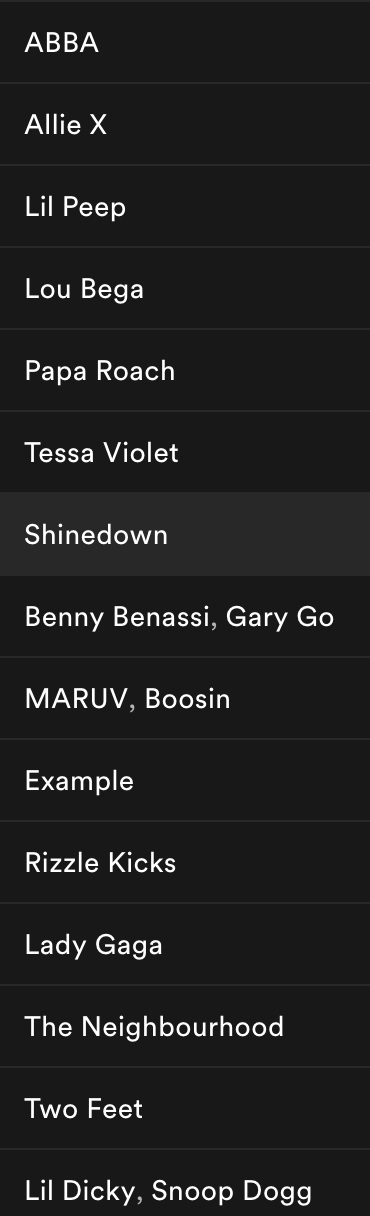 ABBA
Allie X
Lil Peep
Lou Bega
Papa Roach
Tessa Violet
Shinedown
Benny Benassi, Gary Go
MARUV, Boosin
Example
Rizzle Kicks
Lady Gaga
The Neighbourhood
Two Feet
Lil Dicky, Snoop Dogg